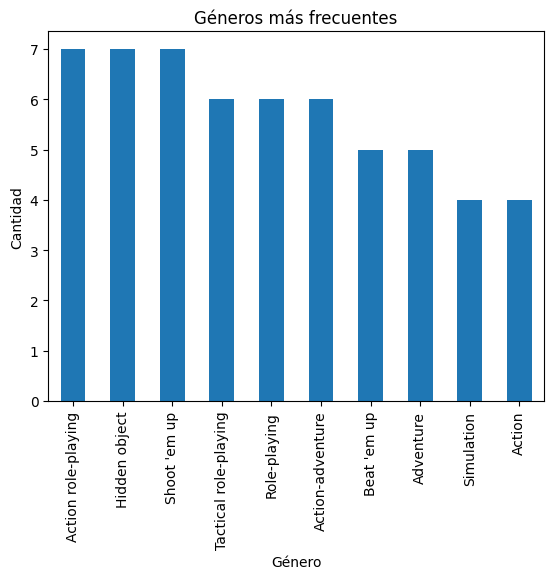 Géneros más frecuentes
Cantidad
7
6
5
4
3
2
1
0
Action role-playing
Hidden object
Shoot 'em up
Tactical role-playing
Role-playing
Action-adventure
Beat 'em up
Adventure
Simulation
Action
Género